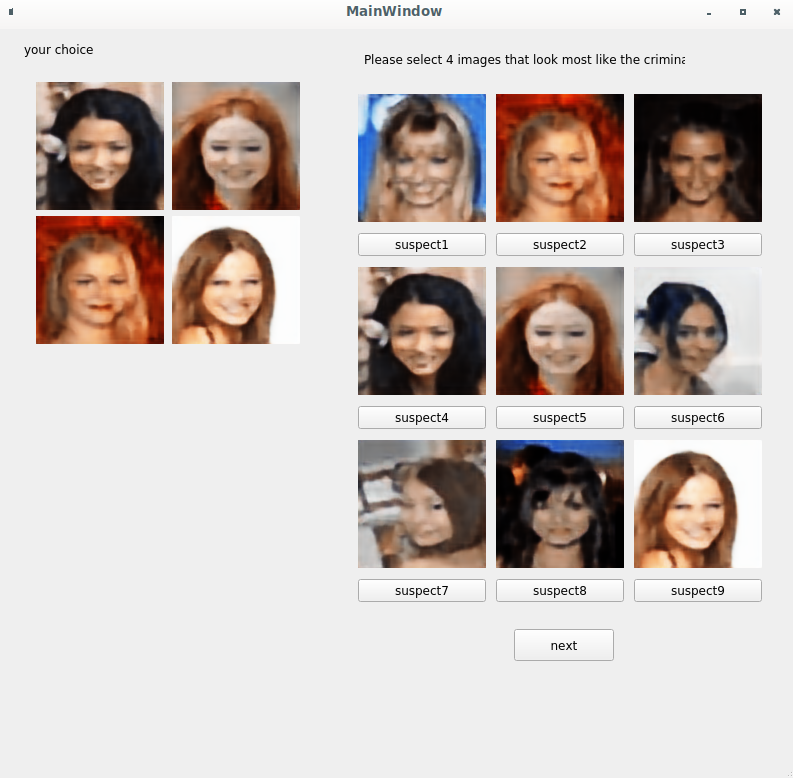 MainWindow
your choice
Please select 4 images that look most like the crimina
suspect1
suspect2
suspect3
suspect4
suspect5
suspect6
suspect7
suspect8
suspect9
next